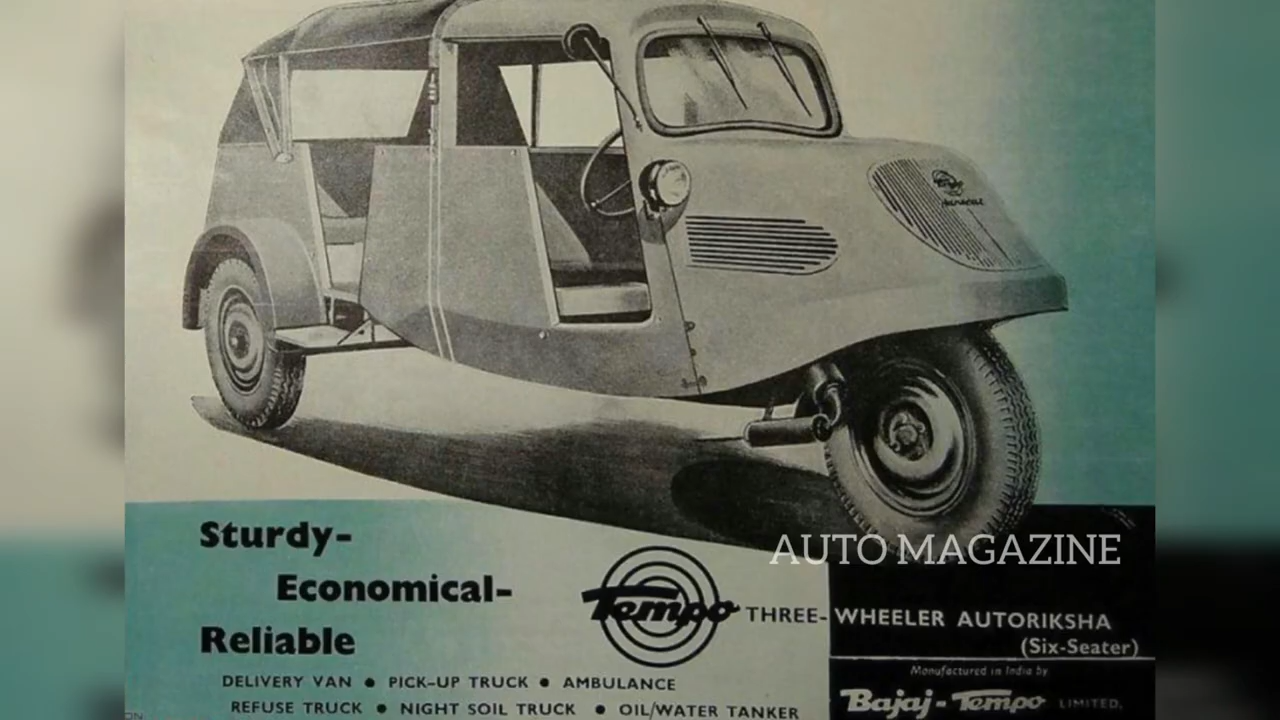 Sturdy-
Economical-
Reliable
Tempo THREE-WHEELER AUTORIKSHA
(Six-Seater)
DELIVERY VAN ● PICK-UP TRUCK ● AMBULANCE
REFUSE TRUCK ● NIGHT SOIL TRUCK ● OIL/WATER TANKER
Manufactured in India by
Bajaj-Tempo LIMITED,
AUTO MAGAZINE